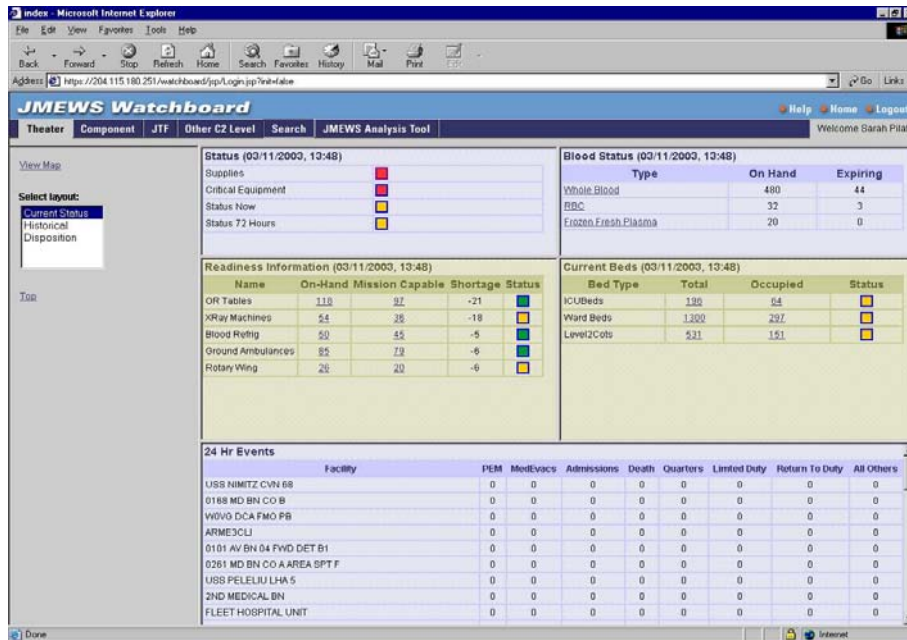 index - Microsoft Internet Explorer
File Edit View Favorites Tools Help
Back Forward Stop Refresh Home Search Favorites History Mail Print Edit
Address https://204.115.180.251/watchboard/jsp/Login.jsp?init=false Go Links
JMEWS Watchboard Help Home Logout
Theater Component JTF Other C2 Level Search JMEWS Analysis Tool Welcome Sarah Pilat
View Map
Select layout:
Current Status
Historical
Disposition
Top
Status (03/11/2003, 13:48)
Supplies
Critical Equipment
Status Now
Status 72 Hours
Blood Status (03/11/2003, 13:48)
Type On Hand Expiring
Whole Blood 480 44
RBC 32 3
Frozen Fresh Plasma 20 0
Readiness Information (03/11/2003, 13:48)
Name On-Hand Mission Capable Shortage Status
OR Tables 118 97 -21
XRay Machines 54 36 -18
Blood Refrig 50 45 -5
Ground Ambulances 85 79 -6
Rotary Wing 26 20 -6
Current Beds (03/11/2003, 13:48)
Bed Type Total Occupied Status
ICUBeds 196 64
Ward Beds 1300 297
Level2Cots 531 151
24 Hr Events
Facility PEM MedEvacs Admissions Death Quarters Limted Duty Return To Duty All Others
USS NIMITZ CVN 68 0 0 0 0 0 0 0 0
0168 MD BN CO B 0 0 0 0 0 0 0 0
W0VG DCA FMO PB 0 0 0 0 0 0 0 0
ARME3CLI 0 0 0 0 0 0 0 0
0101 AV BN 04 FWD DET B1 0 0 0 0 0 0 0 0
0261 MD BN CO A AREA SPT F 0 0 0 0 0 0 0 0
USS PELELIU LHA 5 0 0 0 0 0 0 0 0
2ND MEDICAL BN 0 0 0 0 0 0 0 0
FLEET HOSPITAL UNIT 0 0 0 0 0 0 0 0
Done Internet